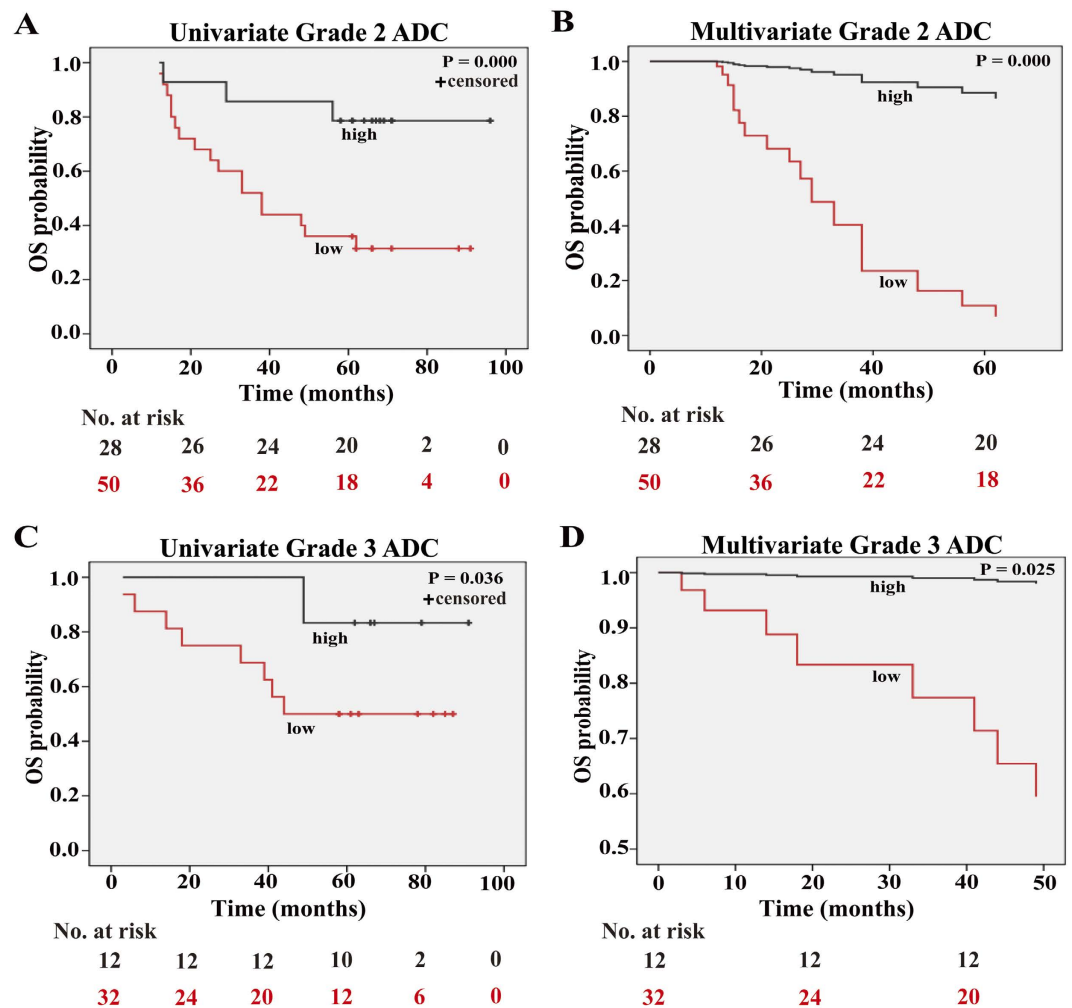 A
Univariate Grade 2 ADC
P = 0.000
+censored
1.0
0.8
0.6
0.4
0.2
0.0
high
low
OS probability
0 20 40 60 80 100
Time (months)
No. at risk
28 26 24 20 2 0
50 36 22 18 4 0
B
Multivariate Grade 2 ADC
P = 0.000
1.0
0.8
0.6
0.4
0.2
0.0
high
low
OS probability
0 20 40 60
Time (months)
No. at risk
28 26 24 20
50 36 22 18
C
Univariate Grade 3 ADC
P = 0.036
+censored
1.0
0.8
0.6
0.4
0.2
0.0
high
low
OS probability
0 20 40 60 80 100
Time (months)
No. at risk
12 12 12 10 2 0
32 24 20 12 6 0
D
Multivariate Grade 3 ADC
P = 0.025
1.0
0.9
0.8
0.7
0.6
0.5
high
low
OS probability
0 10 20 30 40 50
Time (months)
No. at risk
12 12 12
32 24 20